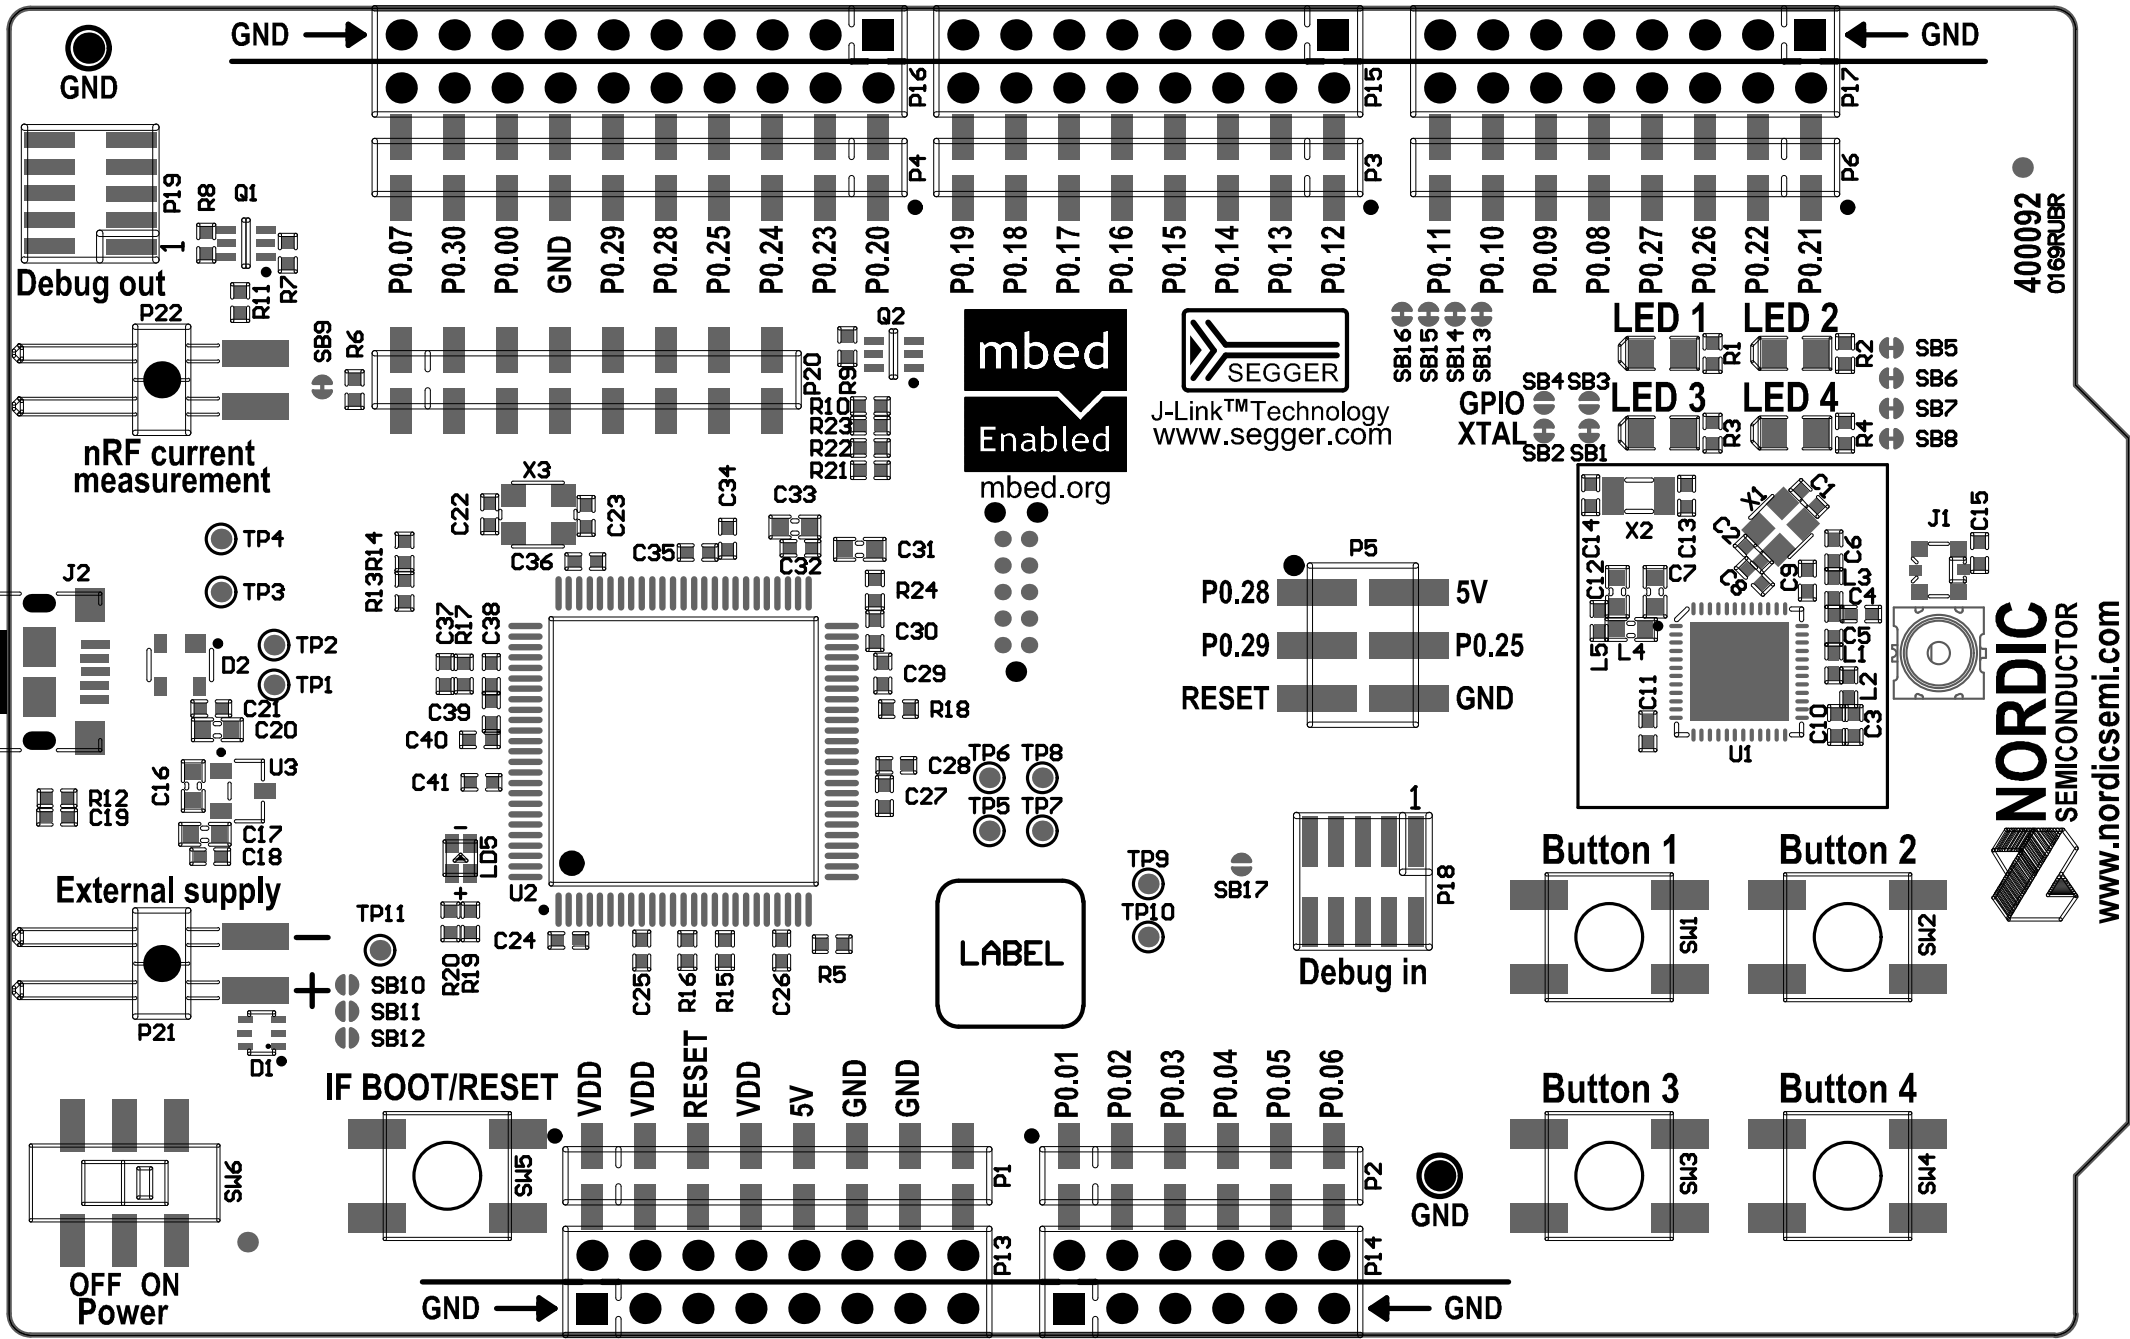 GND
GND
P16
P15
P17
GND
P4
P3
P6
P0.07
P0.30
P0.00
GND
P0.29
P0.28
P0.25
P0.24
P0.23
P0.20
P0.19
P0.18
P0.17
P0.16
P0.15
P0.14
P0.13
P0.12
P0.11
P0.10
P0.09
P0.08
P0.27
P0.26
P0.22
P0.21
400092
0169RUBR
P19
1
Debug out
R8
Q1
R11
R7
P22
SB9
R6
nRF current
measurement
P20
Q2
R9
R10
R23
R22
R21
mbed
Enabled
mbed.org
SEGGER
J-Link™Technology
www.segger.com
SB16
SB15
SB14
SB13
LED 1
LED 2
R1
R2
SB5
SB6
SB7
SB8
SB4
SB3
GPIO
XTAL
SB2
SB1
LED 3
LED 4
R3
R4
TP4
TP3
TP2
TP1
J2
D2
C21
C20
C16
U3
R12
C19
C17
C18
X3
C22
C23
C36
C35
C34
C33
C32
C31
R14
R13
C37
R17
C38
C39
C40
C41
R24
C30
C29
R18
C28
C27
LD5
-
+
U2
C24
R20
R19
C25
R16
R15
C26
R5
TP6
TP8
TP5
TP7
TP9
TP10
SB17
P5
P0.28
5V
P0.29
P0.25
RESET
GND
1
P18
Debug in
LABEL
C14
X2
C13
X1
C1
C2
C8
C9
C12
C7
C6
L3
C4
C5
L1
L2
C3
C10
C11
L5
L4
U1
J1
C15
NORDIC
SEMICONDUCTOR
www.nordicsemi.com
External supply
TP11
-
+
P21
SB10
SB11
SB12
D1
Button 1
Button 2
SW1
SW2
Button 3
Button 4
SW3
SW4
IF BOOT/RESET
SW5
SW6
OFF ON
Power
VDD
VDD
RESET
VDD
5V
GND
GND
P0.01
P0.02
P0.03
P0.04
P0.05
P0.06
P1
P2
GND
P13
P14
GND
GND